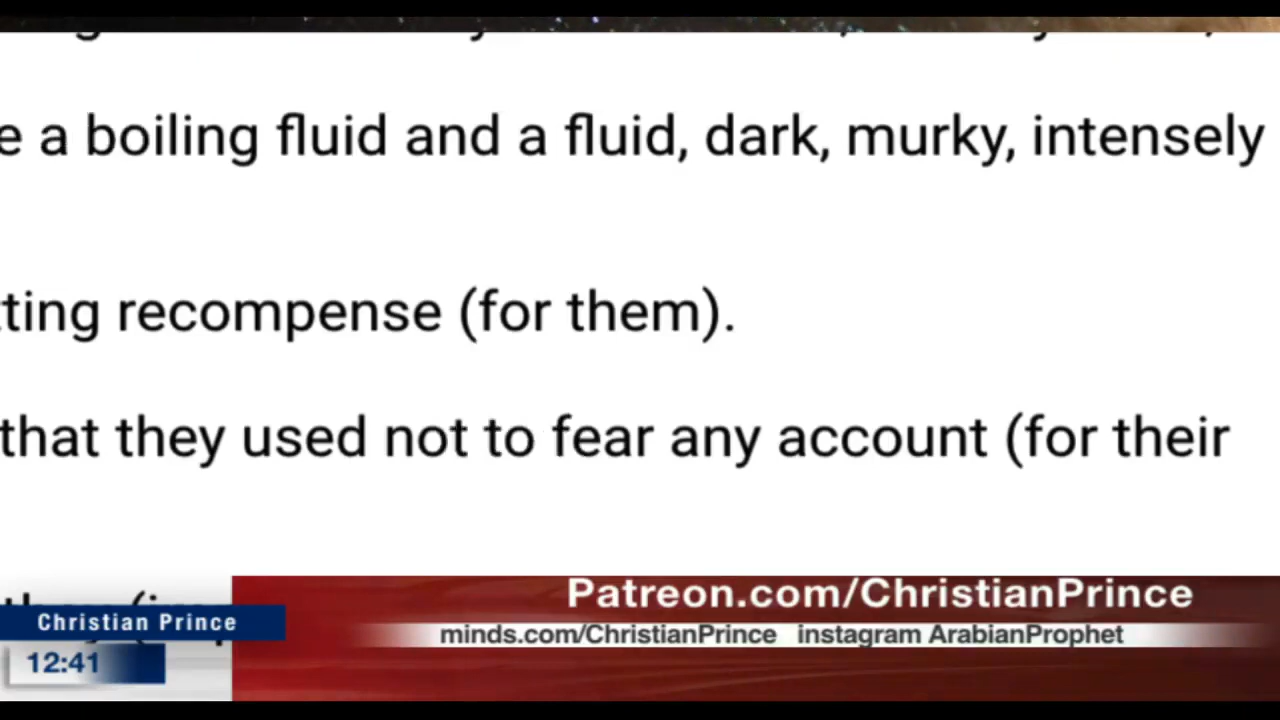 e a boiling fluid and a fluid, dark, murky, intensely
tting recompense (for them).
that they used not to fear any account (for their
Patreon.com/ChristianPrince
Christian Prince
minds.com/ChristianPrince instagram ArabianProphet
12:41